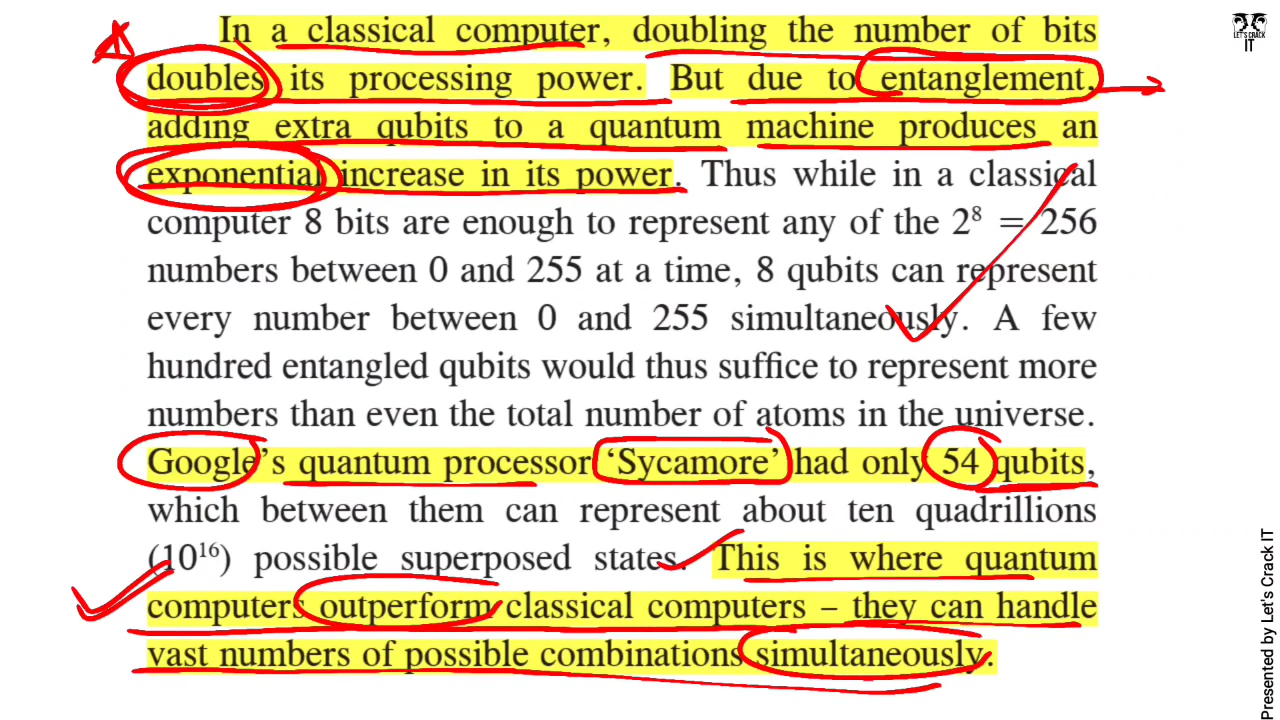 In a classical computer, doubling the number of bits
doubles its processing power. But due to entanglement,
adding extra qubits to a quantum machine produces an
exponential increase in its power. Thus while in a classical
computer 8 bits are enough to represent any of the 2⁸ = 256
numbers between 0 and 255 at a time, 8 qubits can represent
every number between 0 and 255 simultaneously. A few
hundred entangled qubits would thus suffice to represent more
numbers than even the total number of atoms in the universe.
Google’s quantum processor ‘Sycamore’ had only 54 qubits,
which between them can represent about ten quadrillions
(10¹⁶) possible superposed states. This is where quantum
computers outperform classical computers – they can handle
vast numbers of possible combinations simultaneously.
LET'S CRACK
IT
Presented by Let's Crack IT